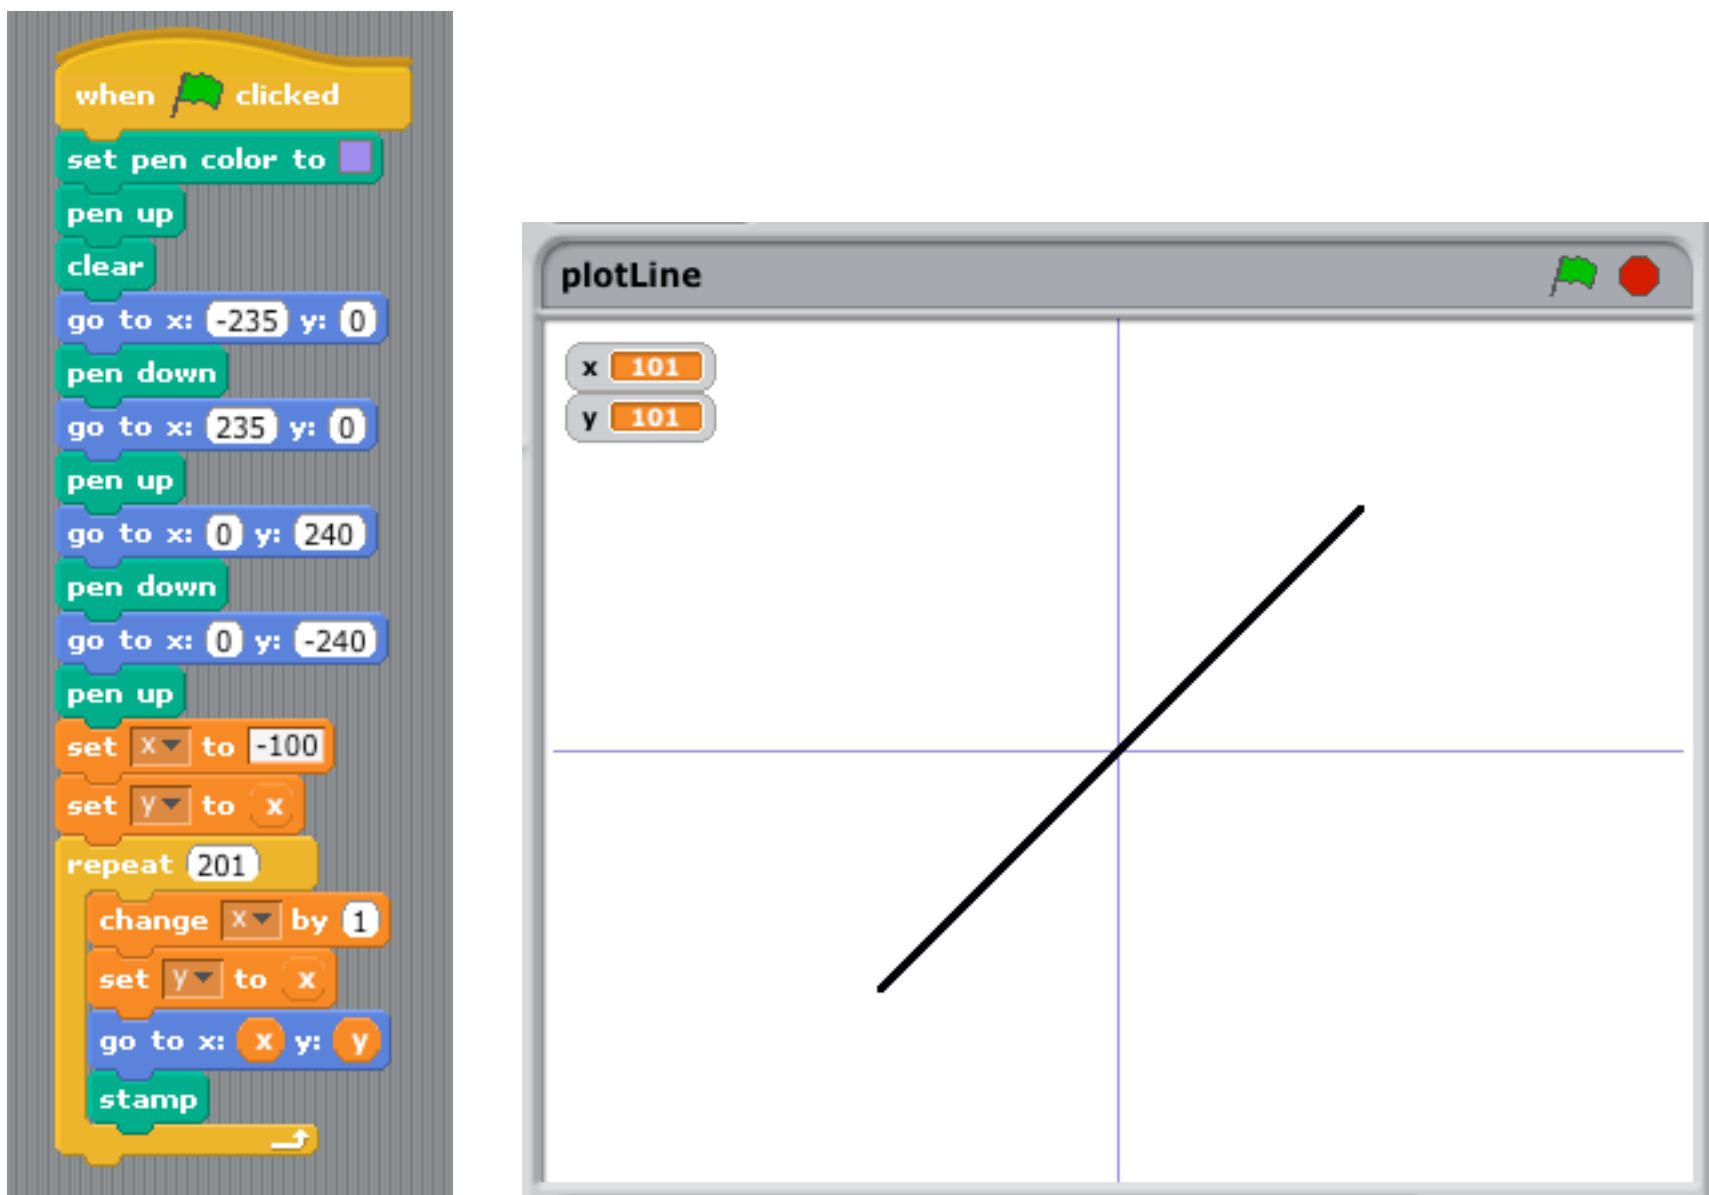 when clicked
set pen color to
pen up
clear
go to x: -235 y: 0
pen down
go to x: 235 y: 0
pen up
go to x: 0 y: 240
pen down
go to x: 0 y: -240
pen up
set x to -100
set y to x
repeat 201
change x by 1
set y to x
go to x: x y: y
stamp
plotLine
x 101
y 101